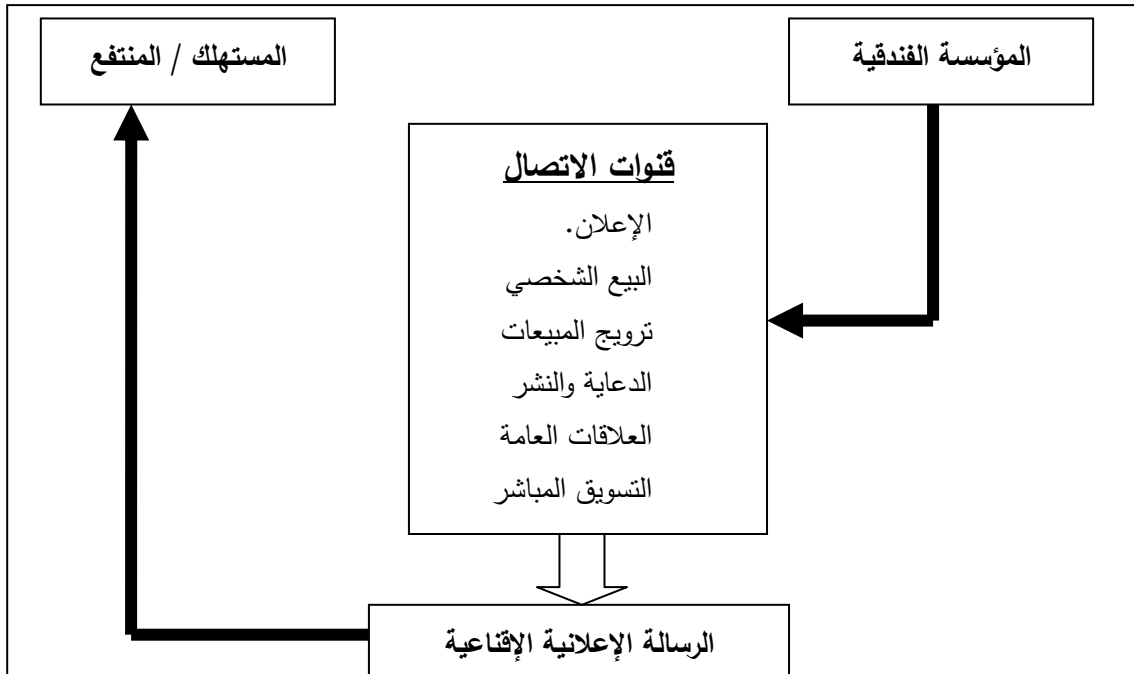 المؤسسة الفندقية
المستهلك / المنتفع
قنوات الاتصال
الإعلان.
البيع الشخصي
ترويج المبيعات
الدعاية والنشر
العلاقات العامة
التسويق المباشر
الرسالة الإعلانية الإقناعية